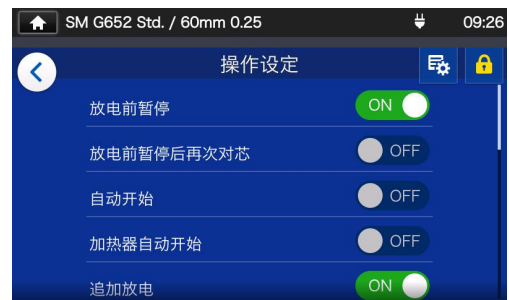 SM G652 Std. / 60mm 0.25 09:26
操作设定
放电前暂停 ON
放电前暂停后再次对芯 OFF
自动开始 OFF
加热器自动开始 OFF
追加放电 ON